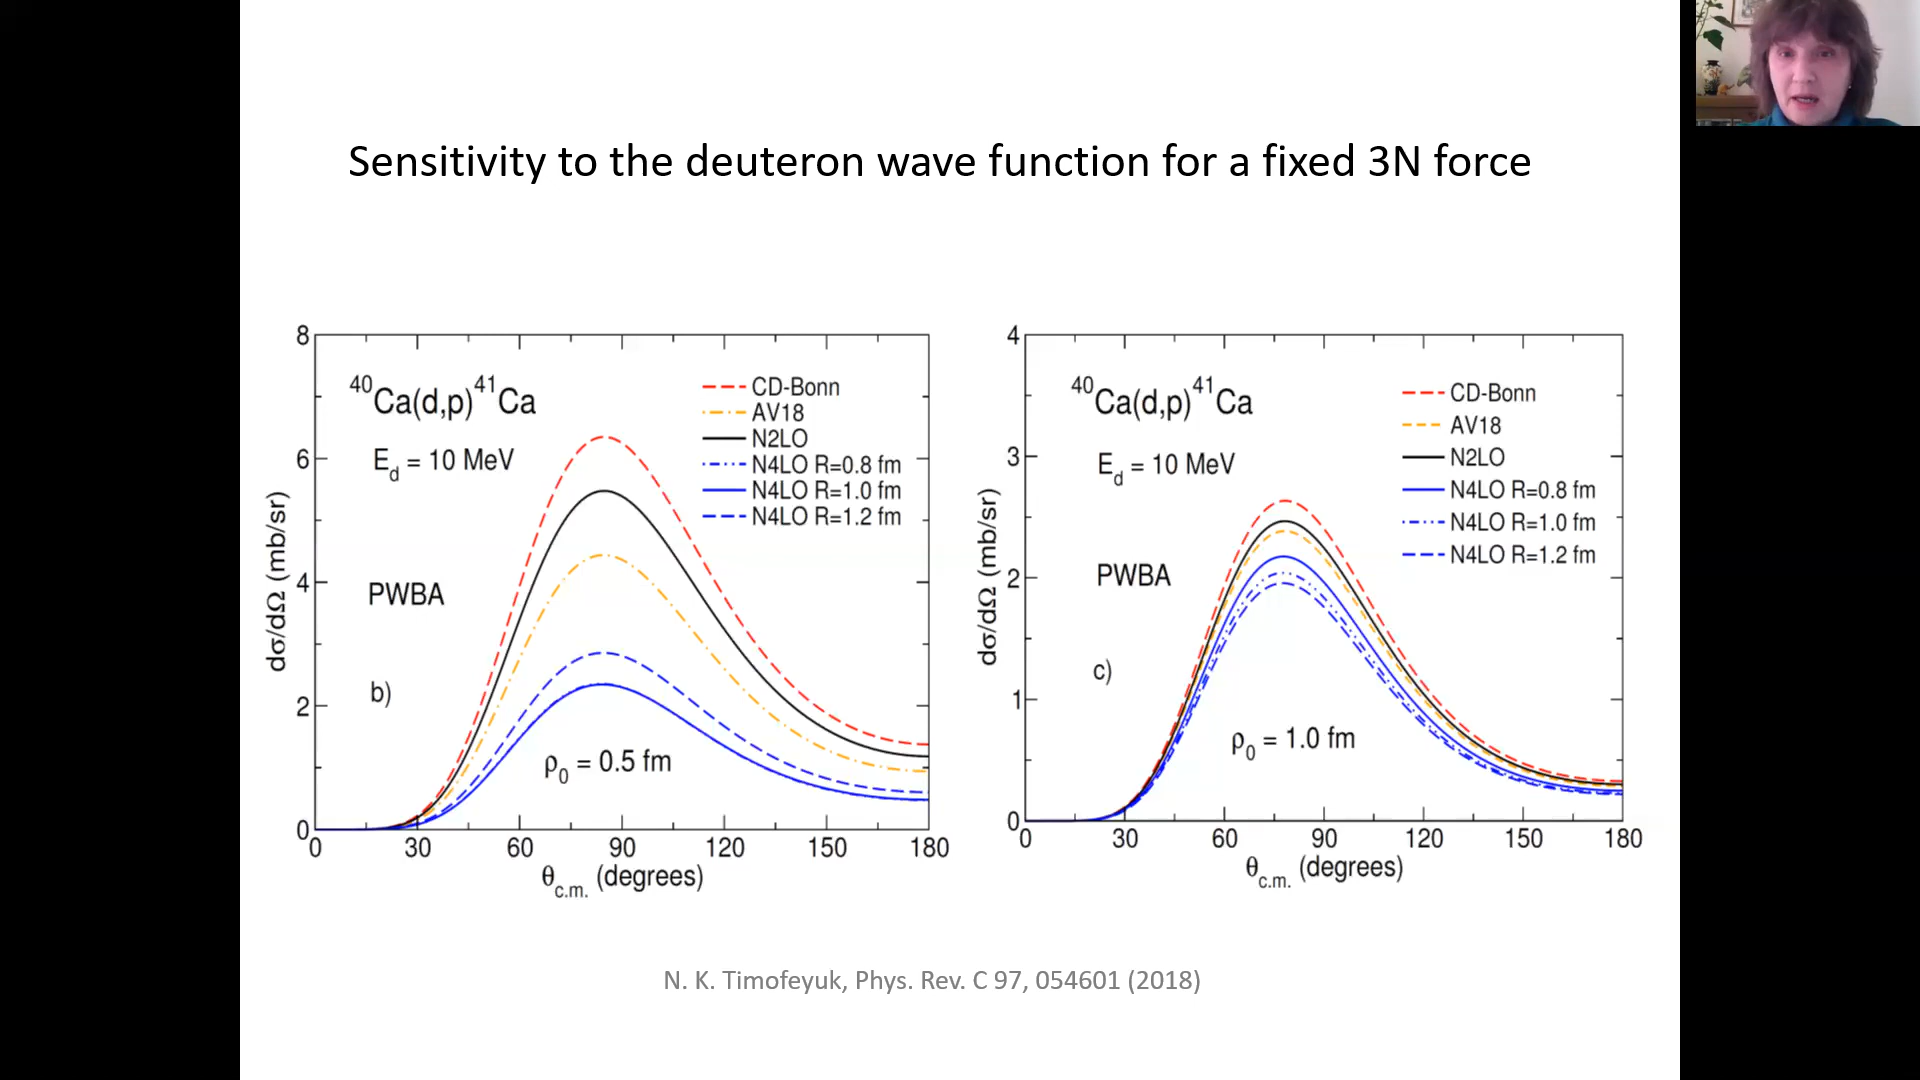 Sensitivity to the deuteron wave function for a fixed 3N force
8
6
4
2
0
dσ/dΩ (mb/sr)
⁴⁰Ca(d,p)⁴¹Ca
E_d = 10 MeV
PWBA
b)
CD-Bonn
AV18
N2LO
N4LO R=0.8 fm
N4LO R=1.0 fm
N4LO R=1.2 fm
ρ₀ = 0.5 fm
0 30 60 90 120 150 180
θ_c.m. (degrees)
4
3
2
1
0
dσ/dΩ (mb/sr)
⁴⁰Ca(d,p)⁴¹Ca
E_d = 10 MeV
PWBA
c)
CD-Bonn
AV18
N2LO
N4LO R=0.8 fm
N4LO R=1.0 fm
N4LO R=1.2 fm
ρ₀ = 1.0 fm
0 30 60 90 120 150 180
θ_c.m. (degrees)
N. K. Timofeyuk, Phys. Rev. C 97, 054601 (2018)